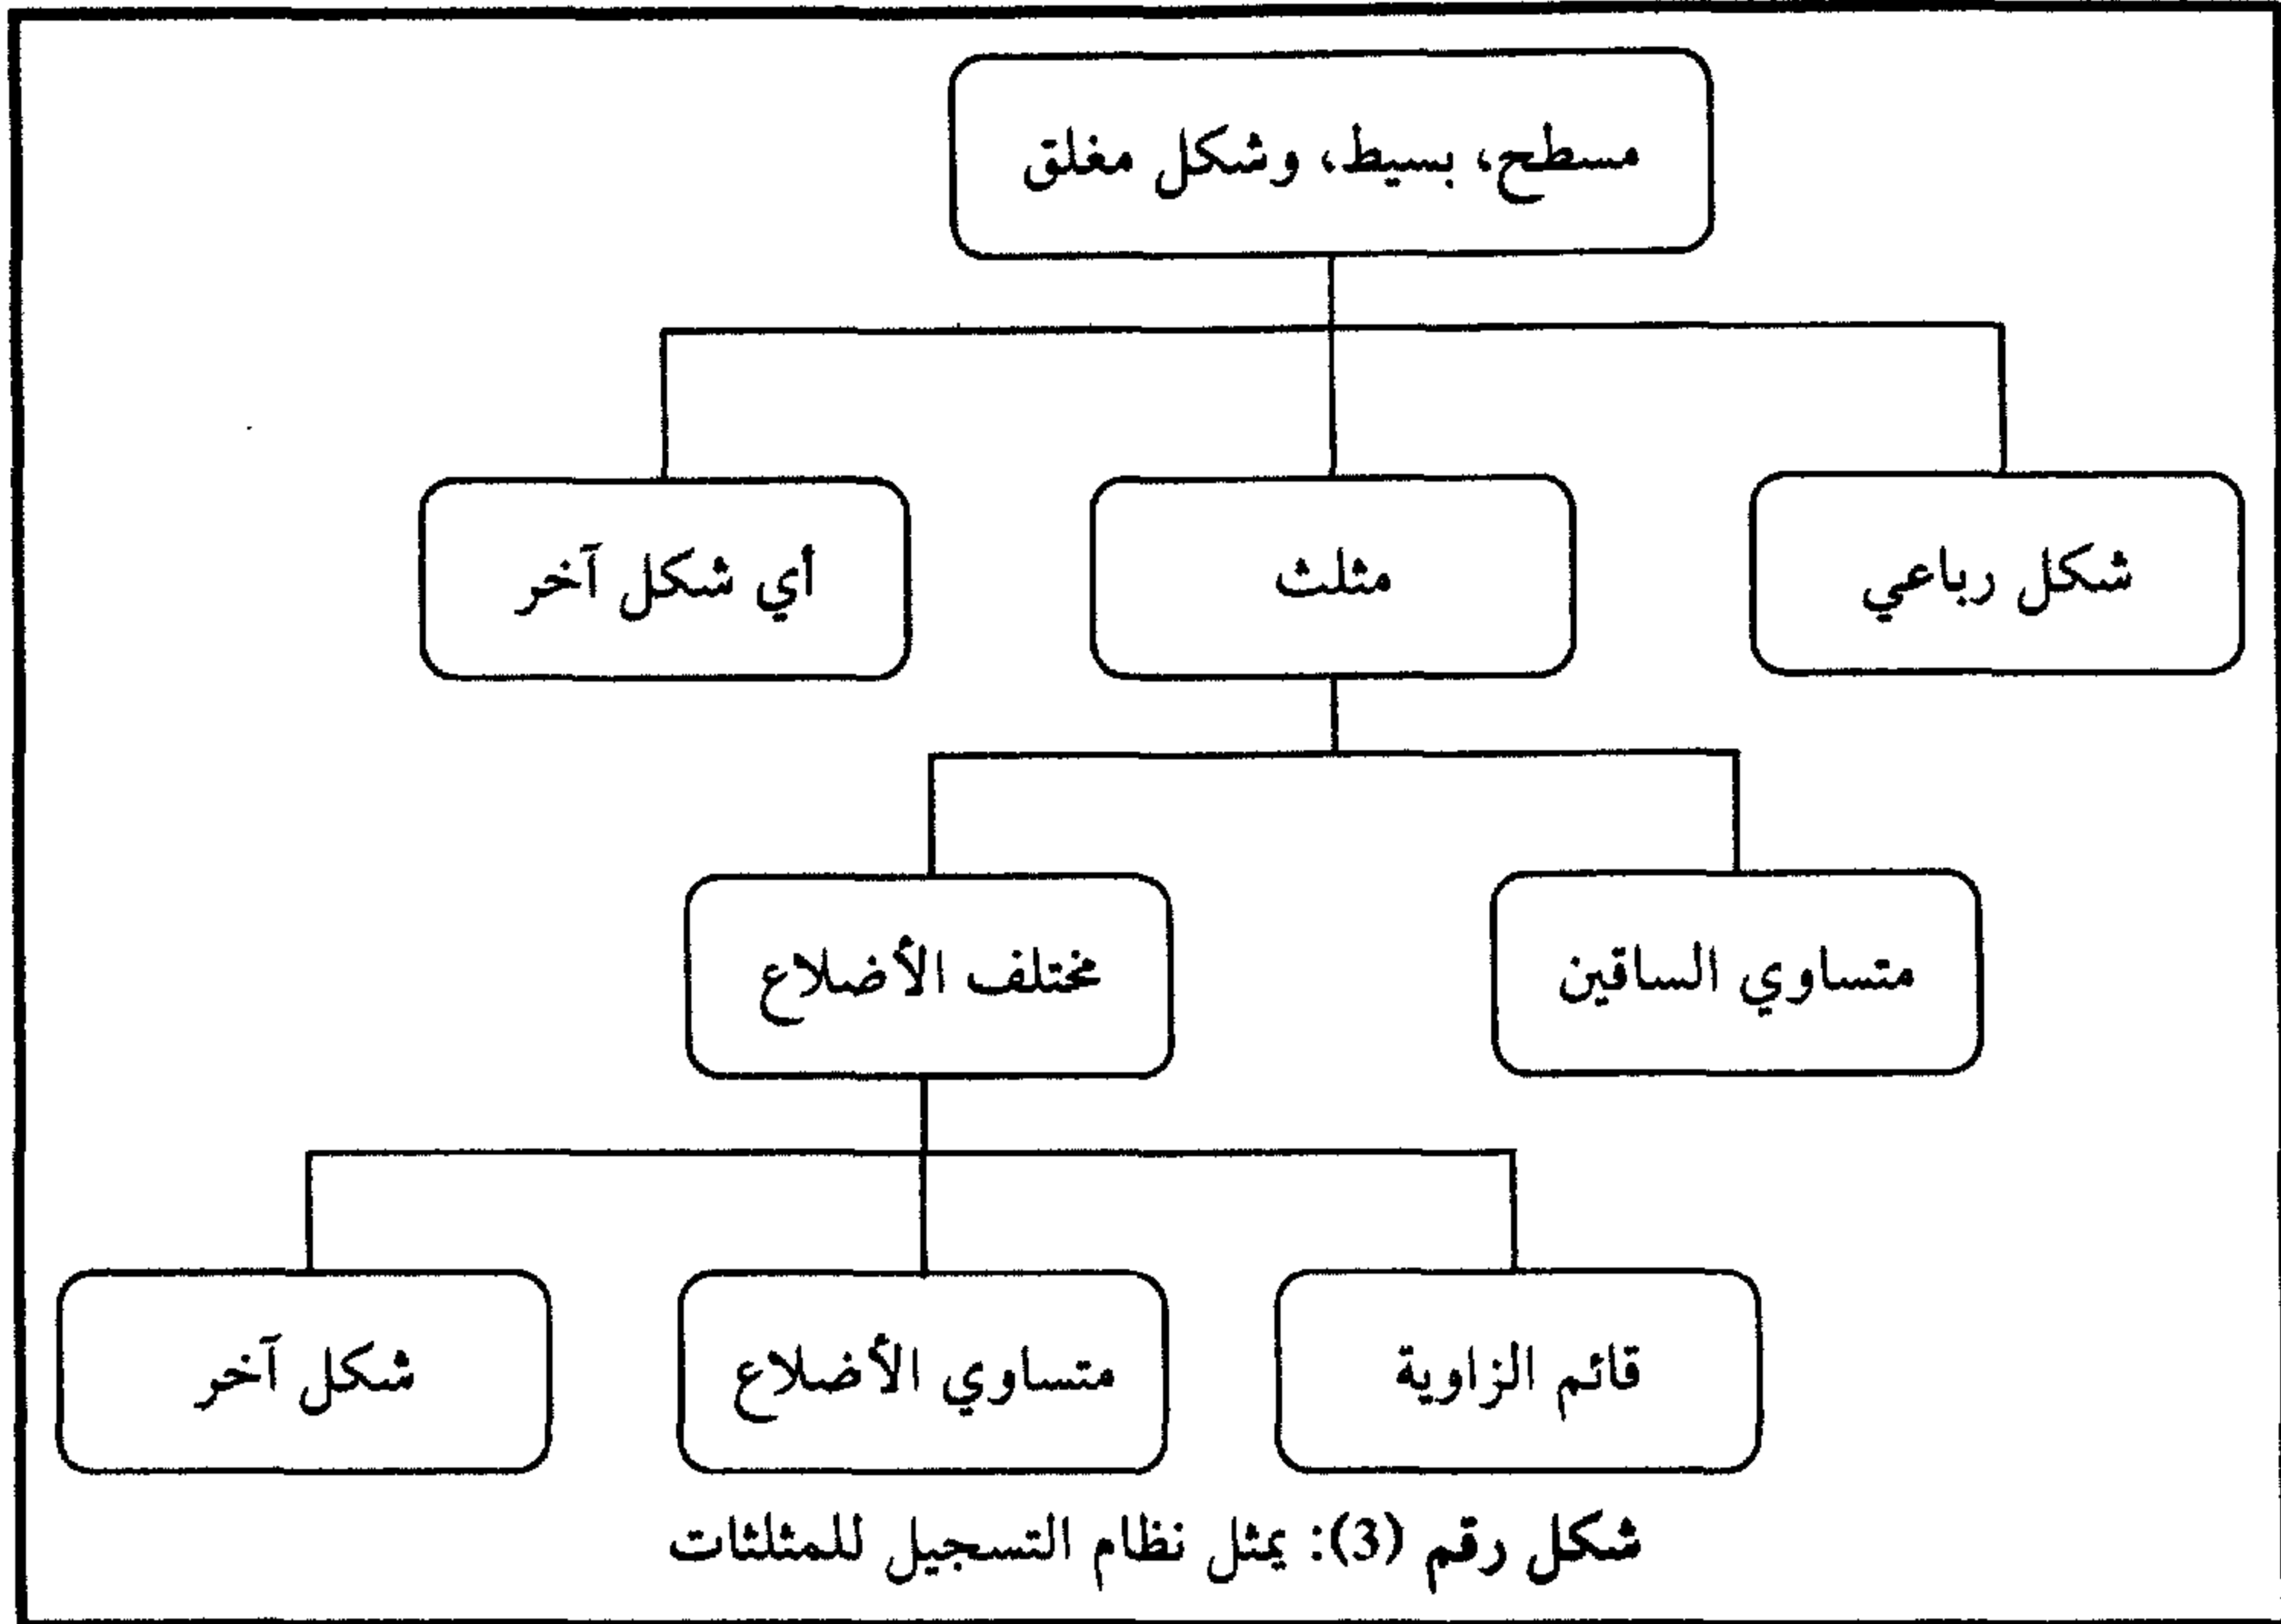 مسطح، بسيط، وشكل مغلق
شكل رباعي
مثلث
أي شكل آخر
متساوي الساقين
مختلف الأضلاع
قائم الزاوية
متساوي الأضلاع
شكل آخر
شكل رقم (3): يمثل نظام التسجيل للمثلثات